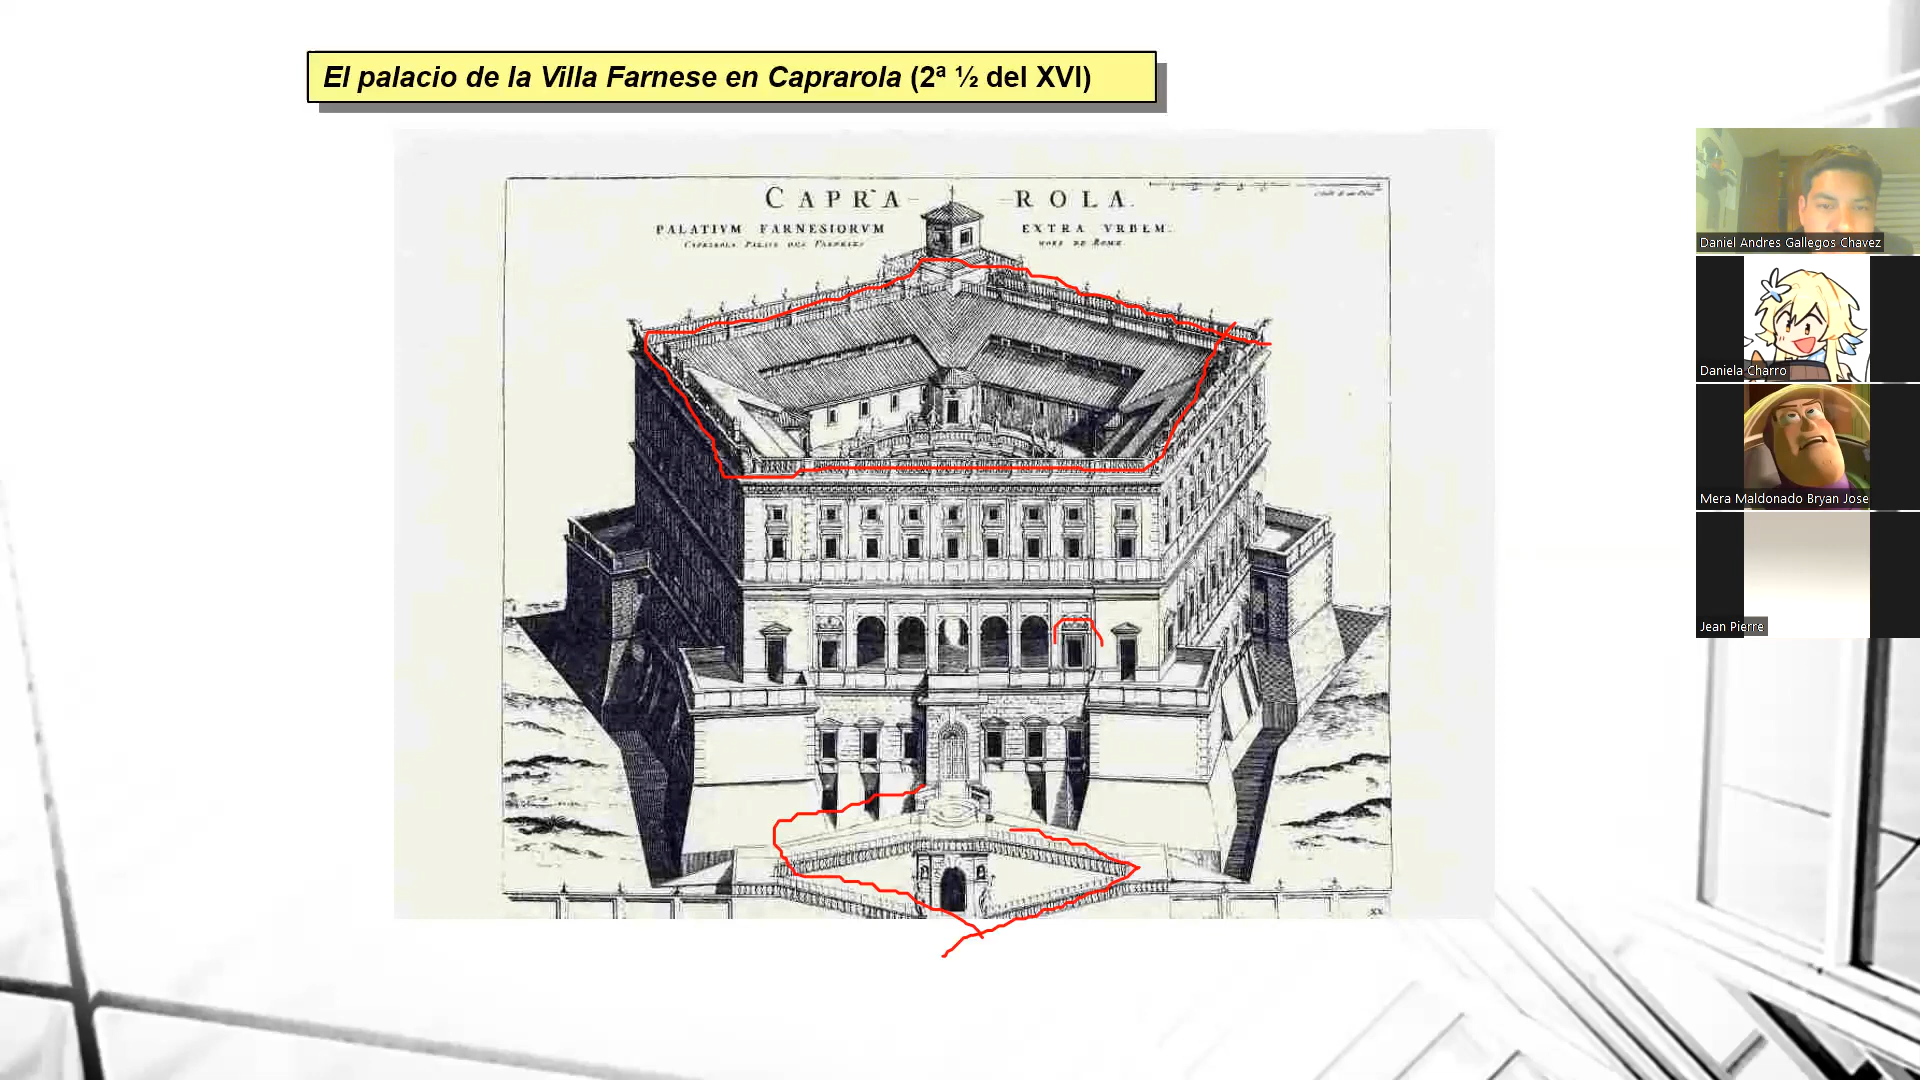 El palacio de la Villa Farnese en Caprarola (2ª ½ del XVI)
CAPRA- -ROLA.
PALATIVM FARNESIORVM EXTRA VRBEM.
Daniel Andres Gallegos Chavez
Daniela Charro
Mera Maldonado Bryan Jose
Jean Pierre